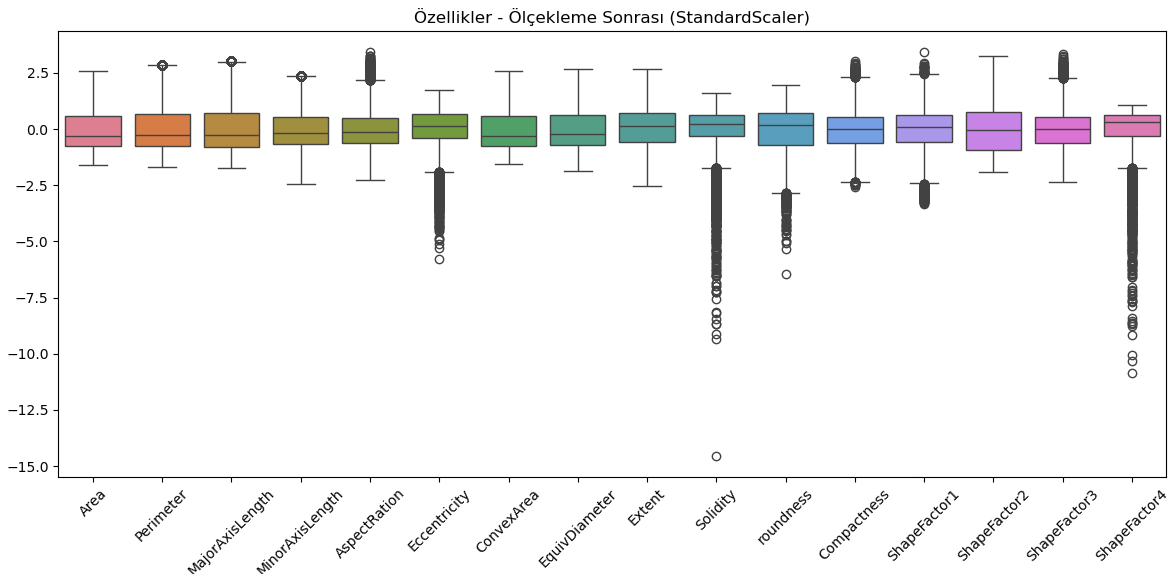 Özellikler - Ölçekleme Sonrası (StandardScaler)
2.5
0.0
−2.5
−5.0
−7.5
−10.0
−12.5
−15.0
Area
Perimeter
MajorAxisLength
MinorAxisLength
AspectRation
Eccentricity
ConvexArea
EquivDiameter
Extent
Solidity
roundness
Compactness
ShapeFactor1
ShapeFactor2
ShapeFactor3
ShapeFactor4